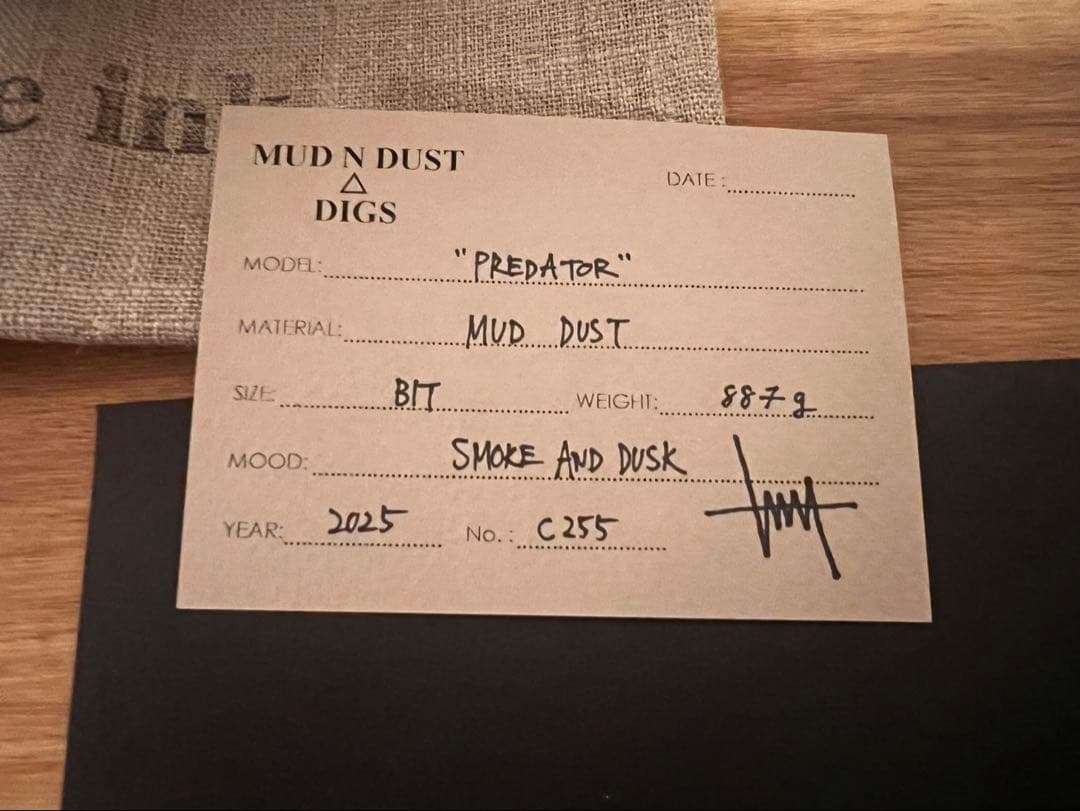 e ink
MUD N DUST
DIGS
DATE:
MODEL: "PREDATOR"
MATERIAL: MUD DUST
SIZE: BIT WEIGHT: 887g
MOOD: SMOKE AND DUSK
YEAR: 2025 No.: C255